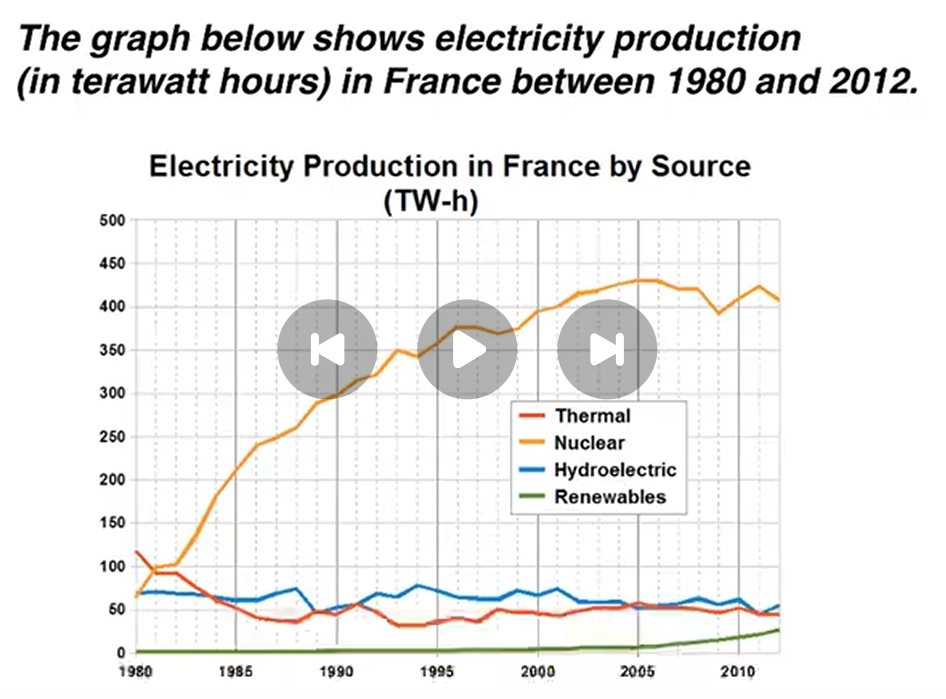 The graph below shows electricity production
(in terawatt hours) in France between 1980 and 2012.
Electricity Production in France by Source
(TW-h)
500
450
400
350
300
250
200
150
100
50
0
Thermal
Nuclear
Hydroelectric
Renewables
1980 1985 1990 1995 2000 2005 2010